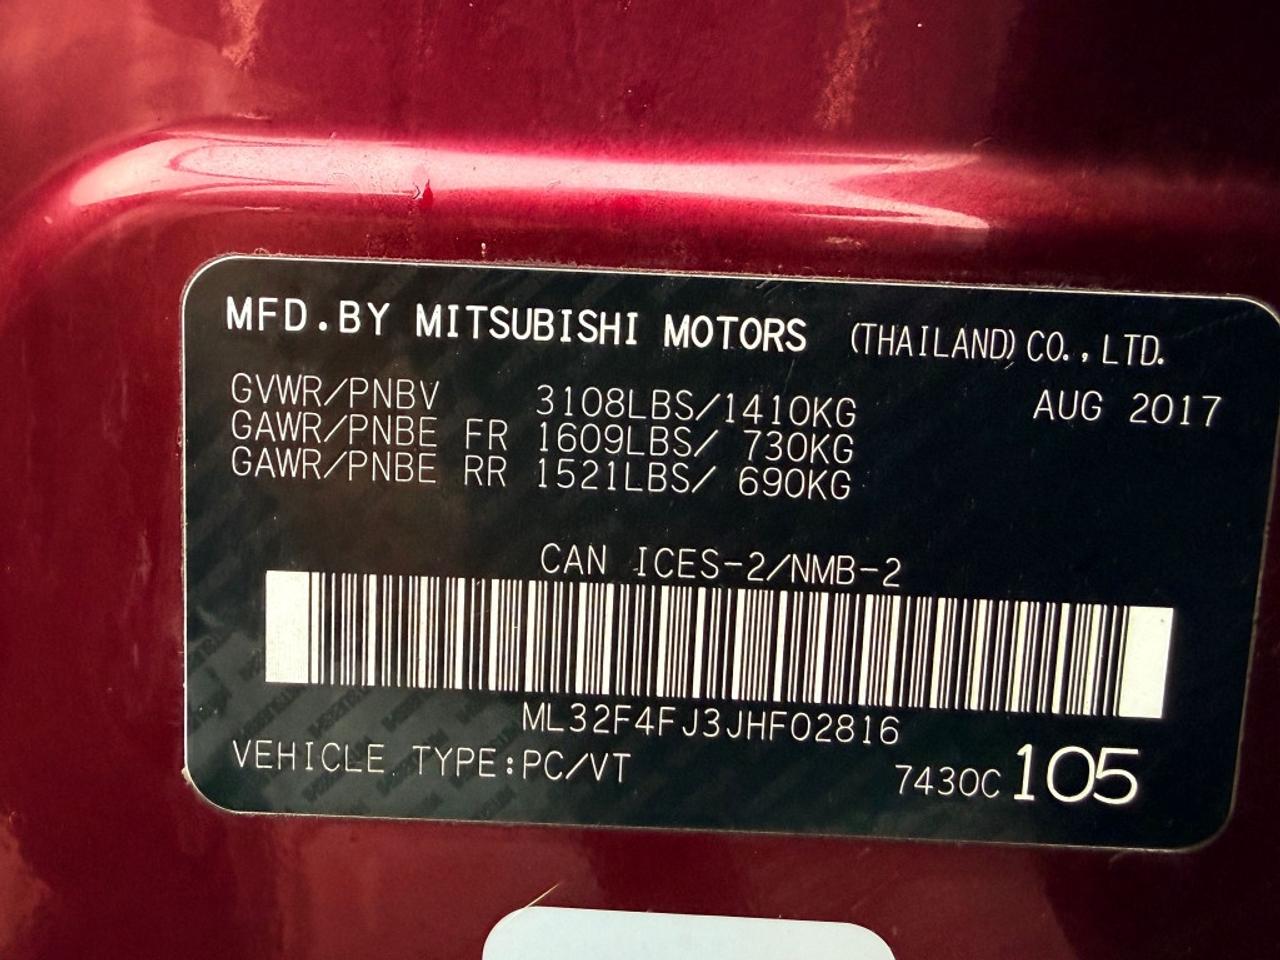 MFD.BY MITSUBISHI MOTORS (THAILAND) CO., LTD.
GVWR/PNBV 3108LBS/1410KG AUG 2017
GAWR/PNBE FR 1609LBS/ 730KG
GAWR/PNBE RR 1521LBS/ 690KG
CAN ICES-2/NMB-2
ML32F4FJ3JHF02816
VEHICLE TYPE:PC/VT 7430C 105